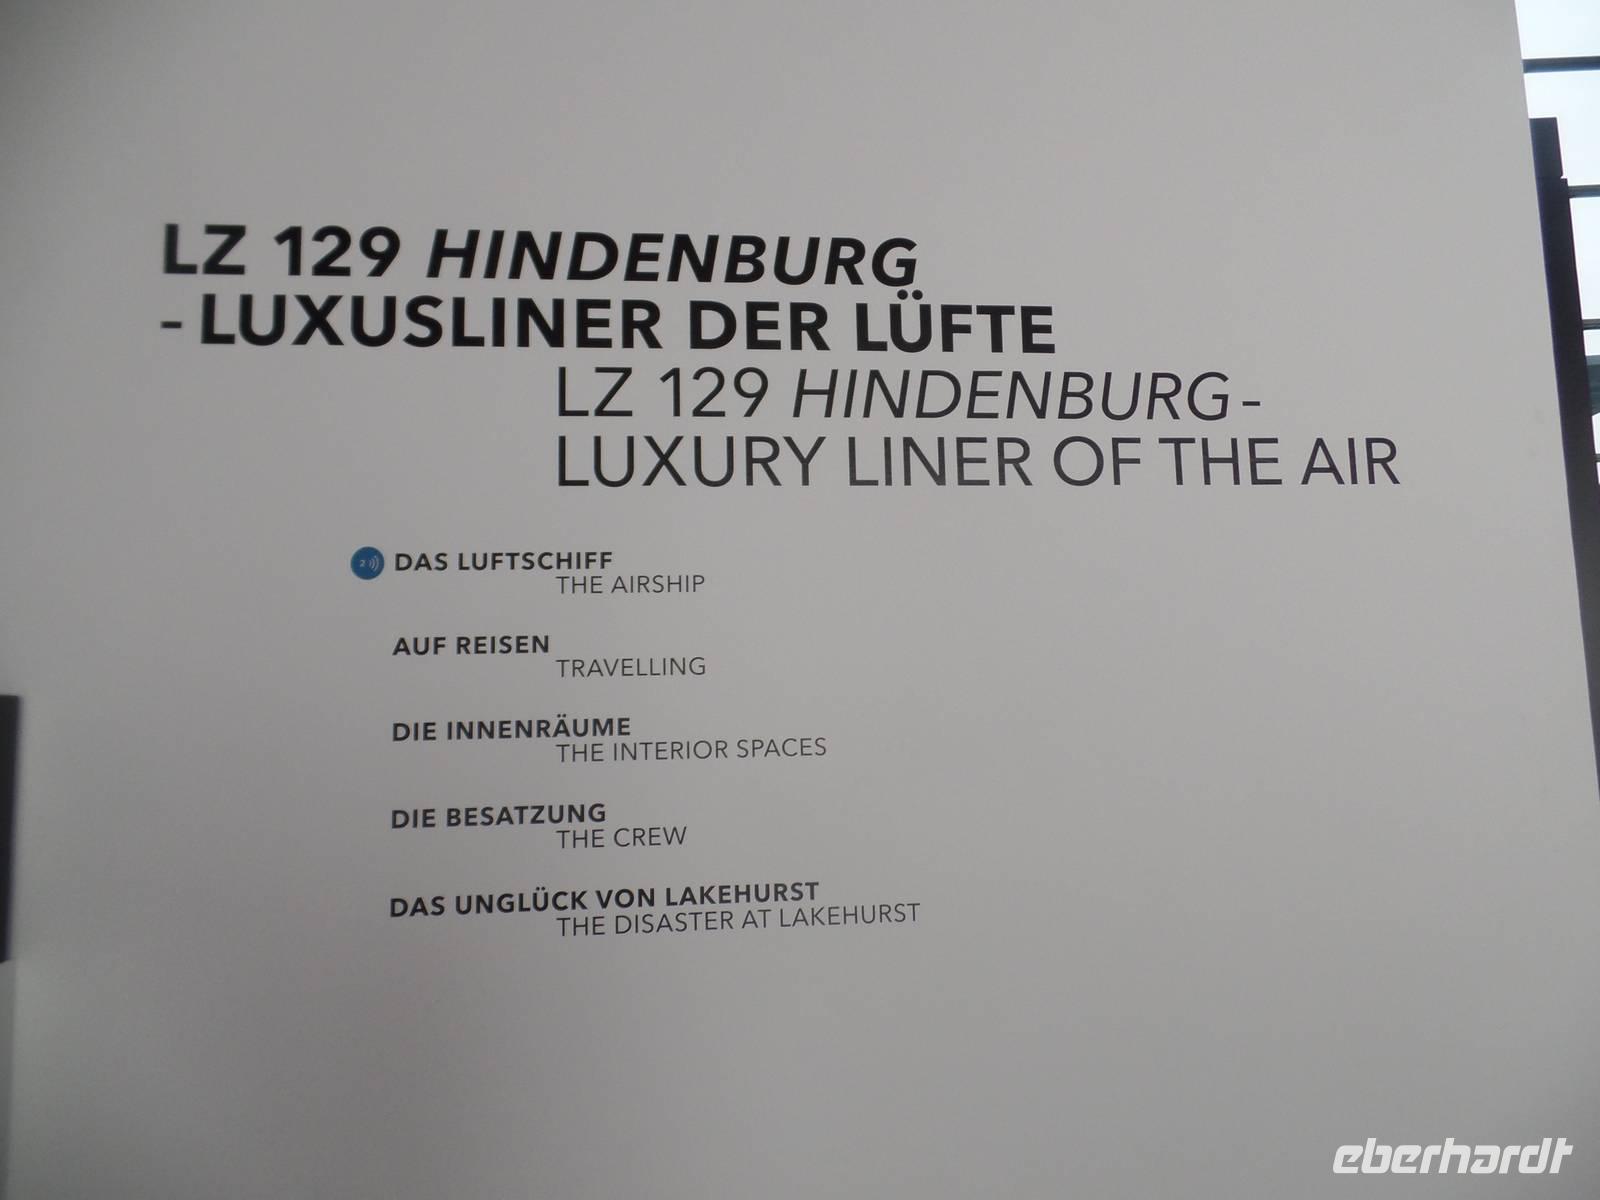 LZ 129 HINDENBURG
- LUXUSLINER DER LÜFTE
LZ 129 HINDENBURG -
LUXURY LINER OF THE AIR
2
DAS LUFTSCHIFF
THE AIRSHIP
AUF REISEN
TRAVELLING
DIE INNENRÄUME
THE INTERIOR SPACES
DIE BESATZUNG
THE CREW
DAS UNGLÜCK VON LAKEHURST
THE DISASTER AT LAKEHURST
eberhardt